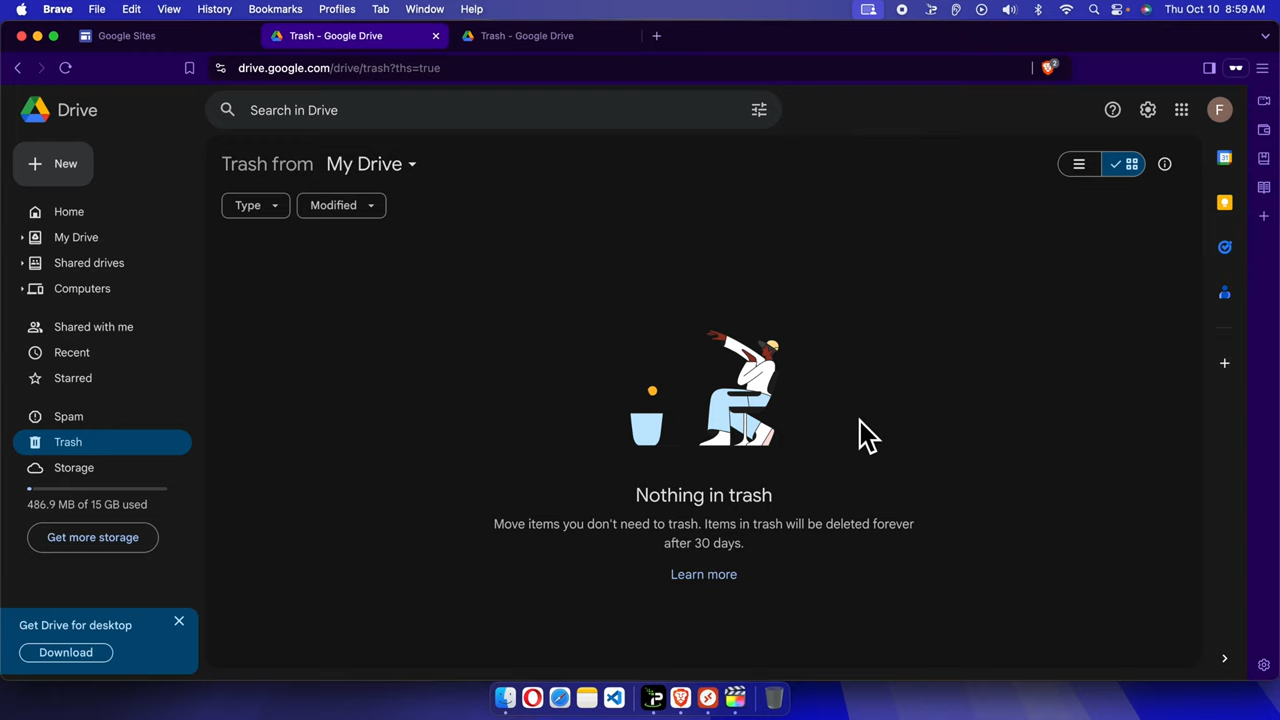 Brave File Edit View History Bookmarks Profiles Tab Window Help Thu Oct 10 8:59 AM
Google Sites Trash - Google Drive Trash - Google Drive
drive.google.com/drive/trash?ths=true 2
Drive Search in Drive F
New
Trash from My Drive
Type Modified
31
Home
My Drive
Shared drives
Computers
Shared with me
Recent
Starred
Spam
Trash
Storage
486.9 MB of 15 GB used
Get more storage
Nothing in trash
Move items you don't need to trash. Items in trash will be deleted forever
after 30 days.
Learn more
Get Drive for desktop
Download